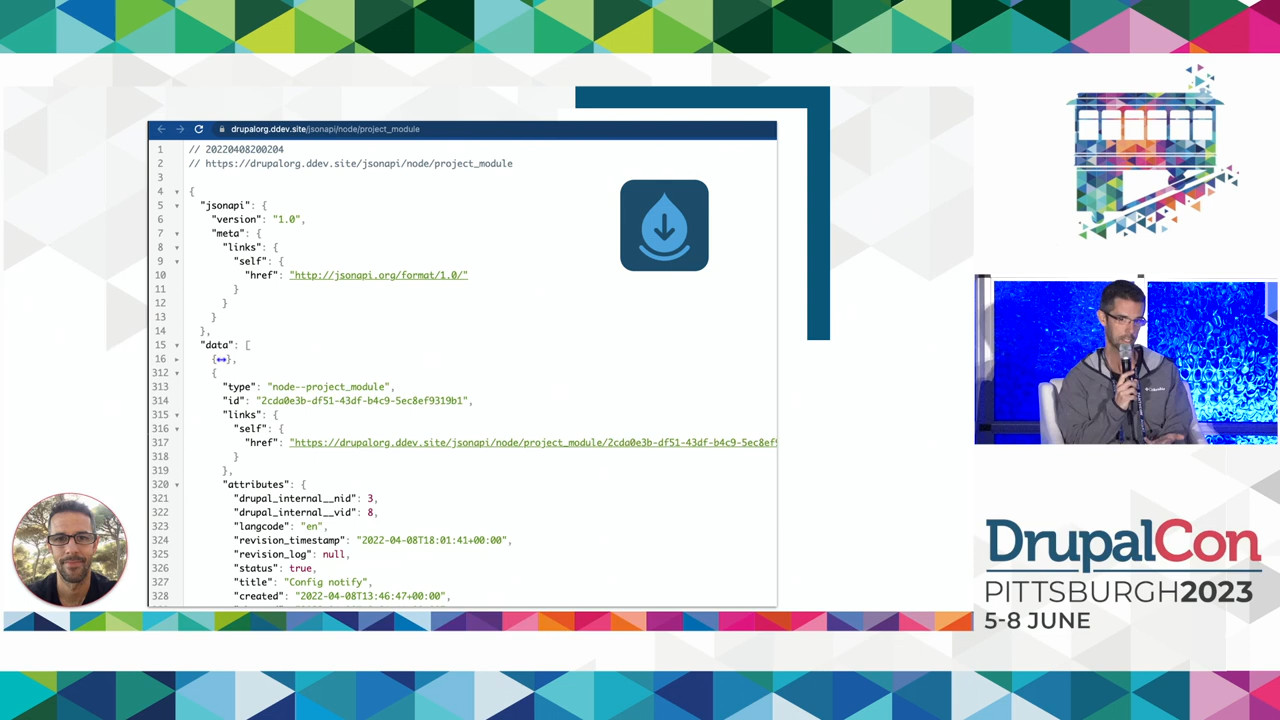 drupalorg.ddev.site/jsonapi/node/project_module
1 // 20220408200204
2 // https://drupalorg.ddev.site/jsonapi/node/project_module
3
4 {
5 "jsonapi": {
6 "version": "1.0",
7 "meta": {
8 "links": {
9 "self": {
10 "href": "http://jsonapi.org/format/1.0/"
11 }
12 }
13 }
14 },
15 "data": [
16 {↔},
312 {
313 "type": "node--project_module",
314 "id": "2cda0e3b-df51-43df-b4c9-5ec8ef9319b1",
315 "links": {
316 "self": {
317 "href": "https://drupalorg.ddev.site/jsonapi/node/project_module/2cda0e3b-df51-43df-b4c9-5ec8ef9
318 }
319 },
320 "attributes": {
321 "drupal_internal__nid": 3,
322 "drupal_internal__vid": 8,
323 "langcode": "en",
324 "revision_timestamp": "2022-04-08T18:01:41+00:00",
325 "revision_log": null,
326 "status": true,
327 "title": "Config notify",
328 "created": "2022-04-08T13:46:47+00:00",
Columbia
DrupalCon
PITTSBURGH2023
5-8 JUNE